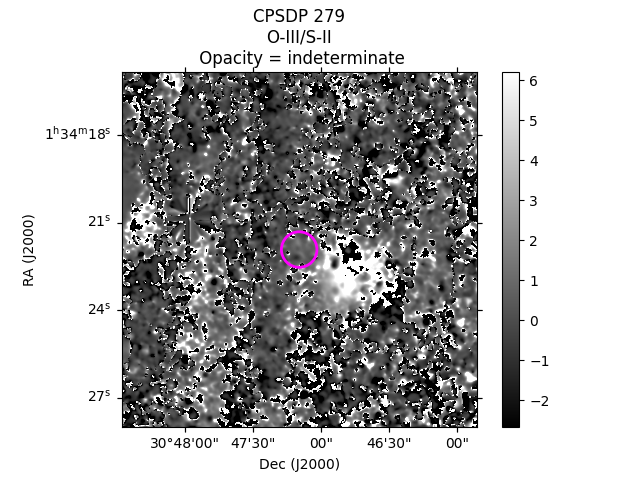 CPSDP 279
O-III/S-II
Opacity = indeterminate
RA (J2000)
1ʰ34ᵐ18ˢ
21ˢ
24ˢ
27ˢ
30°48'00"
47'30"
00"
46'30"
00"
Dec (J2000)
6
5
4
3
2
1
0
−1
−2